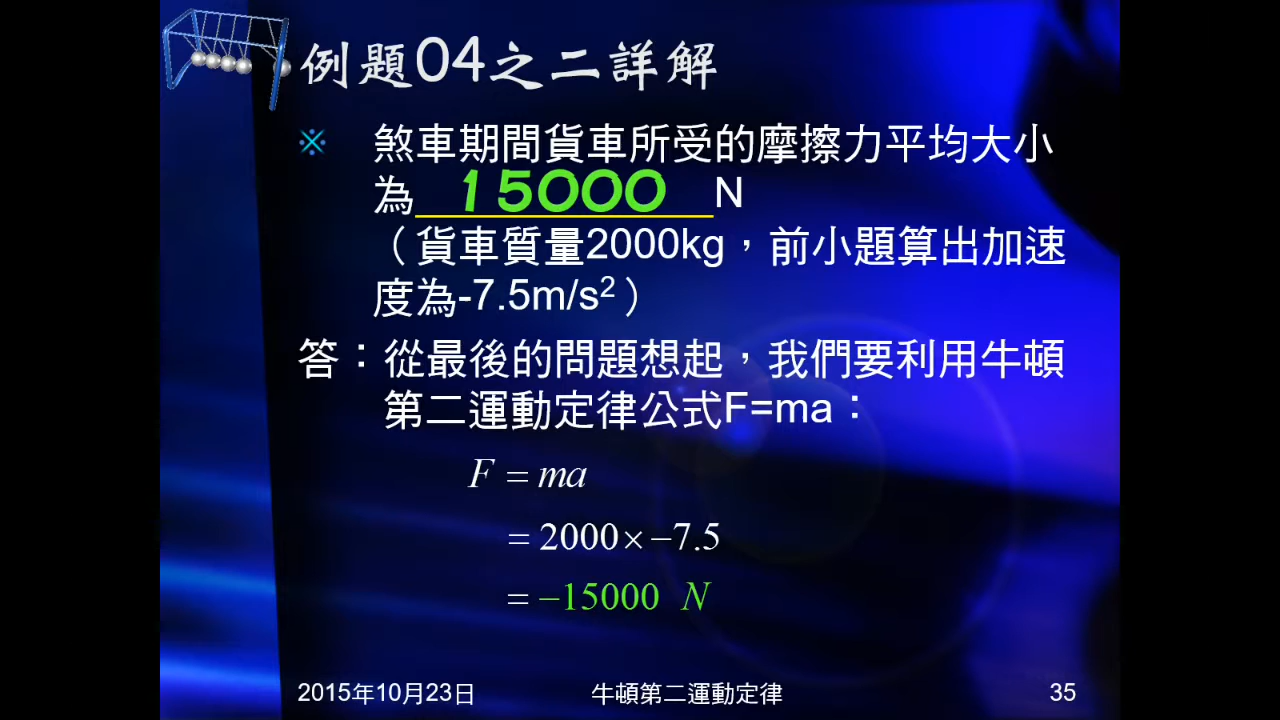 例題04之二詳解
※ 煞車期間貨車所受的摩擦力平均大小
為 15000 N
（貨車質量2000kg，前小題算出加速
度為-7.5m/s²）
答：從最後的問題想起，我們要利用牛頓
第二運動定律公式F=ma：
F = ma
= 2000×−7.5
= −15000 N
2015年10月23日 牛頓第二運動定律 35